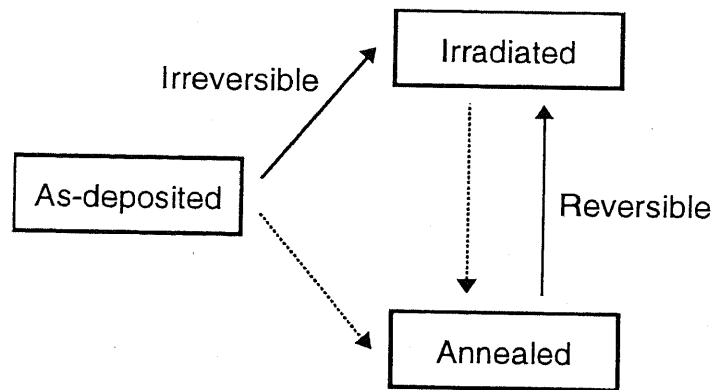 Irradiated
Irreversible
As-deposited
Reversible
Annealed